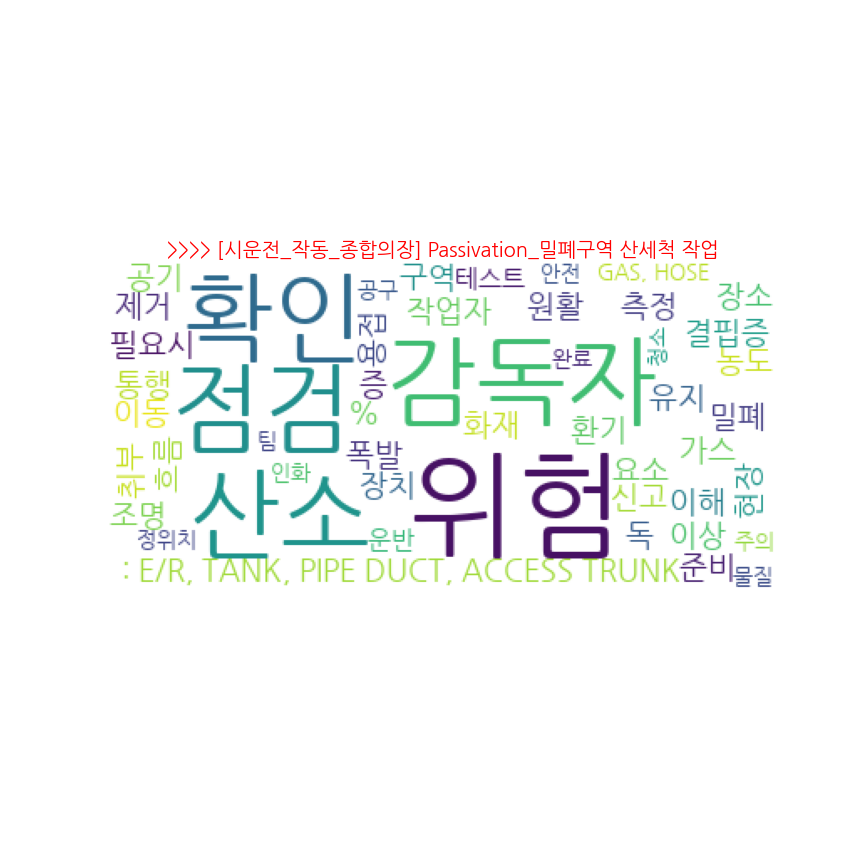 >>>> [시운전_작동_종합의장] Passivation_밀폐구역 산세척 작업
공기
확인
공구
구역
테스트
안전
GAS, HOSE
제거
작업자
원활
측정
장소
필요시
용접
감독자
완료
청소
결핍증
농도
통행
점검
증
유지
이동
%
화재
환기
밀폐
팀
취부
흐름
인화
폭발
장치
위험
요소
가스
조명
산소
신고
이해
현장
정위치
운반
독
이상
주의
: E/R, TANK, PIPE DUCT, ACCESS TRUNK
준비
물질